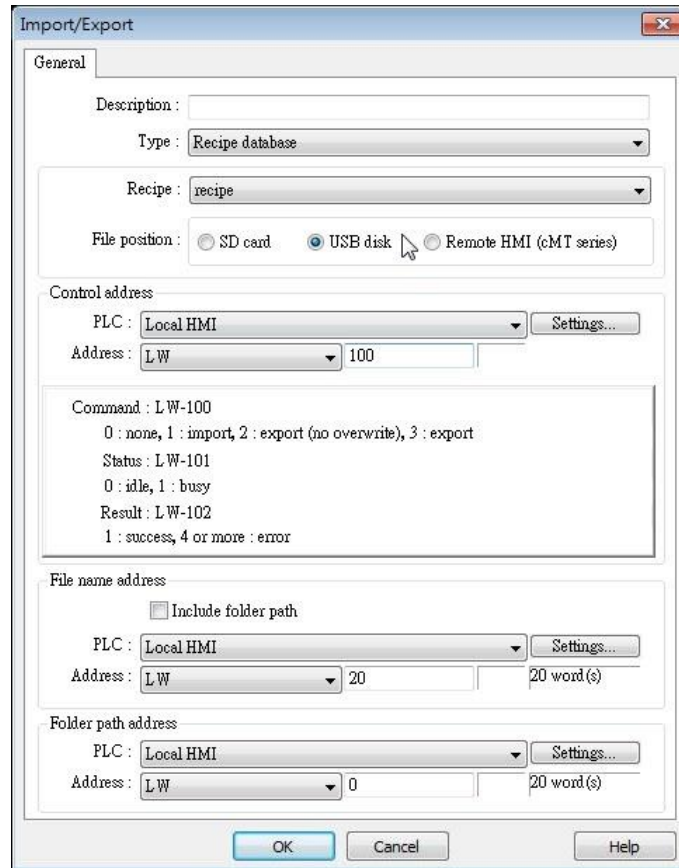 Import/Export
General
Description :
Type : Recipe database
Recipe : recipe
File position : SD card USB disk Remote HMI (cMT series)
Control address
PLC : Local HMI Settings...
Address : LW 100
Command : LW-100
0 : none, 1 : import, 2 : export (no overwrite), 3 : export
Status : LW-101
0 : idle, 1 : busy
Result : LW-102
1 : success, 4 or more : error
File name address
Include folder path
PLC : Local HMI Settings...
Address : LW 20 20 word(s)
Folder path address
PLC : Local HMI Settings...
Address : LW 0 20 word(s)
OK Cancel Help